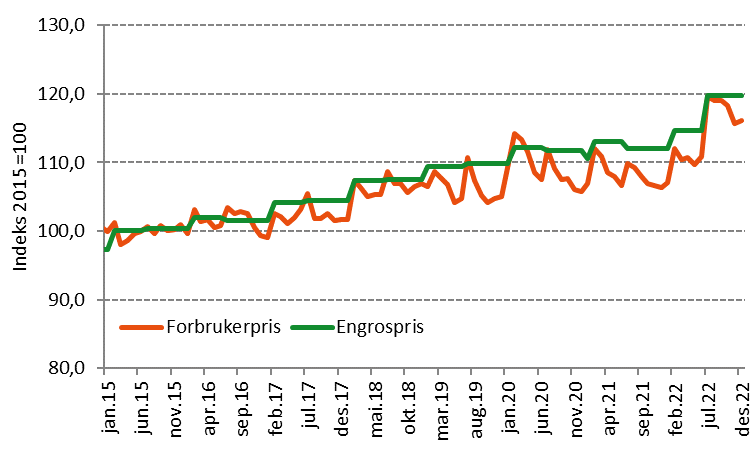 Indeks 2015=100
130,0
120,0
110,0
100,0
90,0
80,0
Forbrukerpris
Engrospris
jan.15
jun.15
nov.15
apr.16
sep.16
feb.17
jul.17
des.17
mai.18
okt.18
mar.19
aug.19
jan.20
jun.20
nov.20
apr.21
sep.21
feb.22
jul.22
des.22